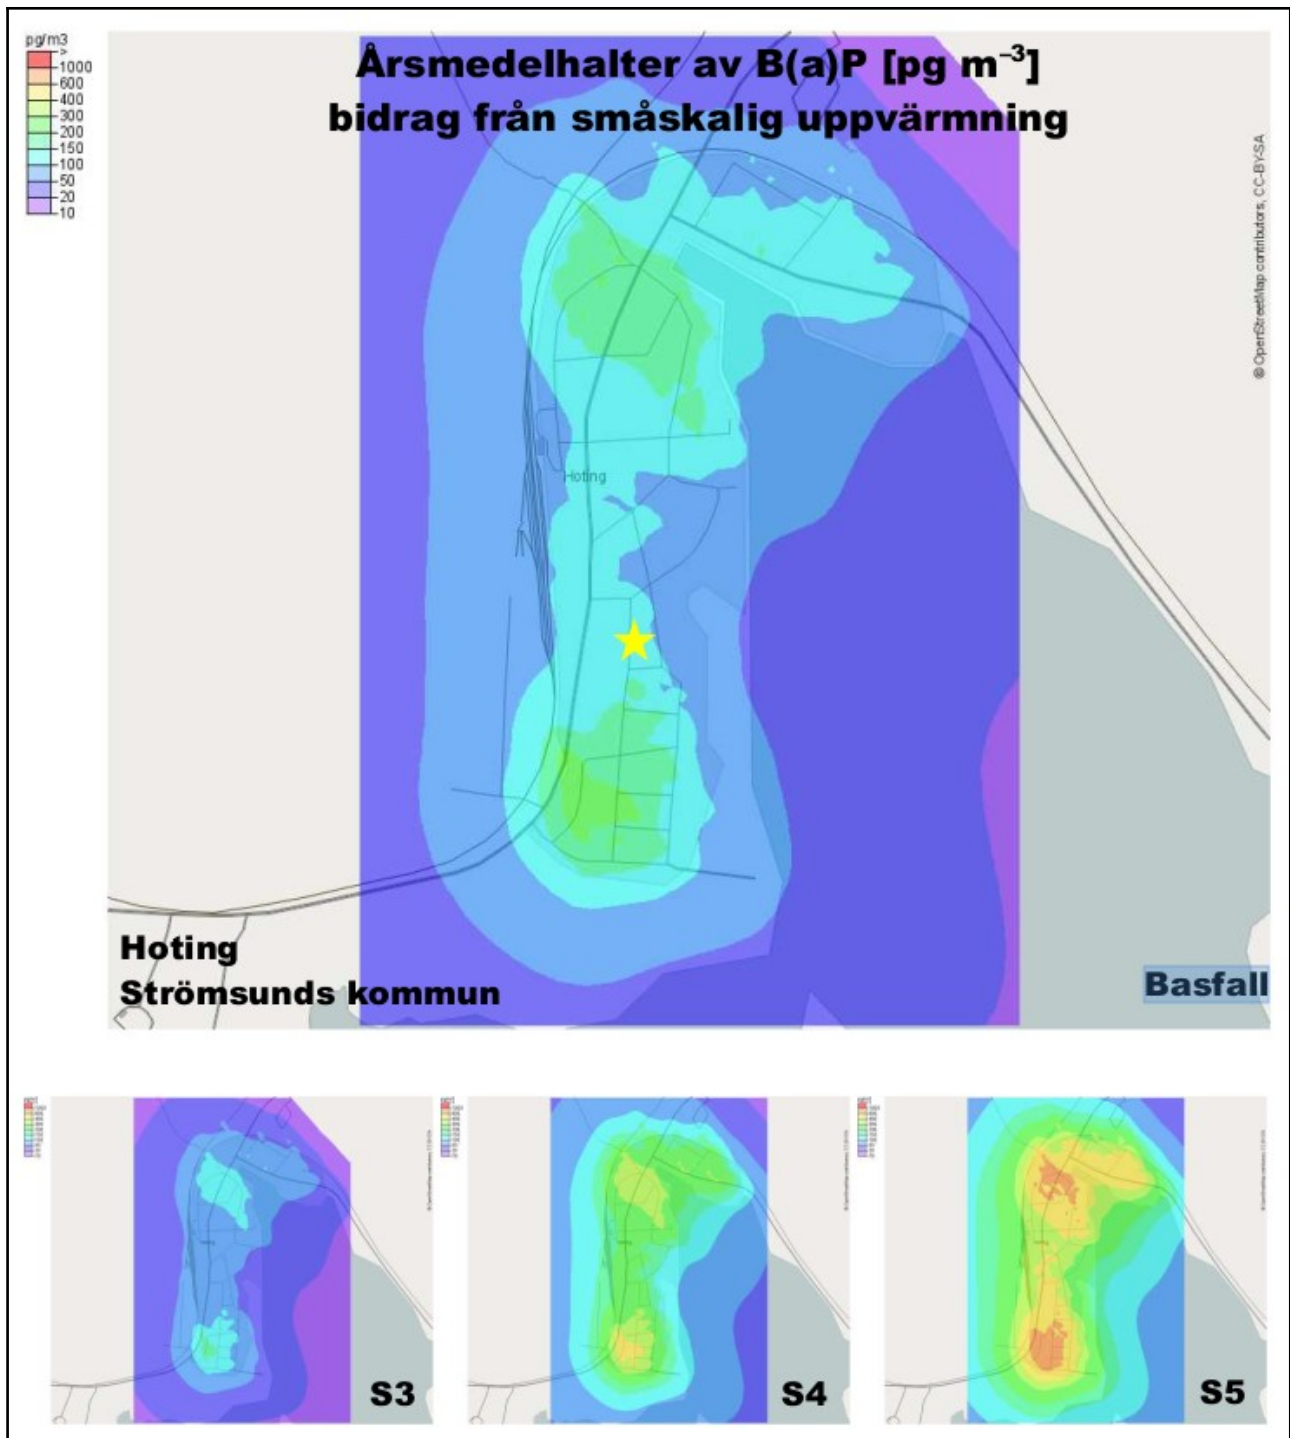 pg/m3
>
1000
600
400
300
200
150
100
50
20
10
Årsmedelhalter av B(a)P [pg m⁻³]
bidrag från småskalig uppvärmning
© OpenStreetMap contributors, CC-BY-SA
Hoting
Hoting
Strömsunds kommun
Basfall
S3
S4
S5